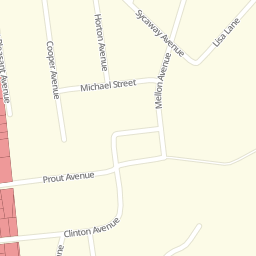 Pleasant Avenue
Cooper Avenue
Horton Avenue
Sycaway Avenue
Lisa Lane
Michael Street
Mellon Avenue
Prout Avenue
Clinton Avenue